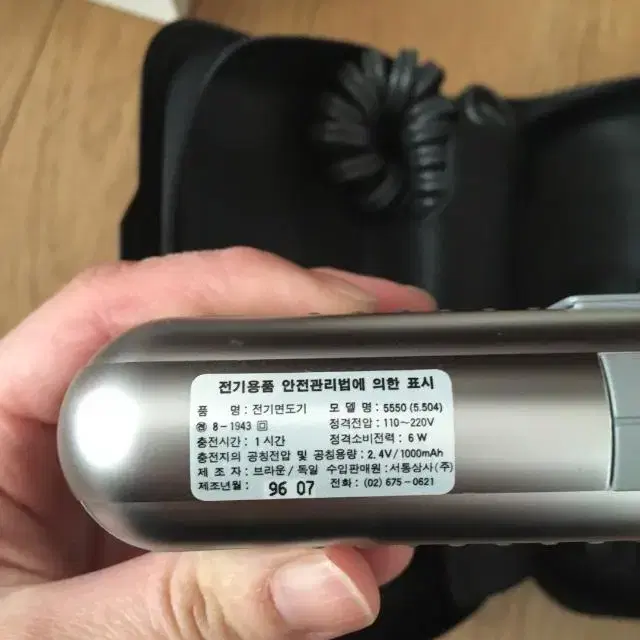 전기용품 안전관리법에 의한 표시
품 명 : 전기면도기 모 델 명 : 5550 (5.504)
8-1943 정격전압 : 110~220V
충전시간 : 1 시간 정격소비전력 : 6 W
충전지의 공칭전압 및 공칭용량 : 2.4V/1000mAh
제 조 자 : 브라운/독일 수입판매원 : 서통상사(주)
제조년월 : 96 07 전화 : (02) 675-0621